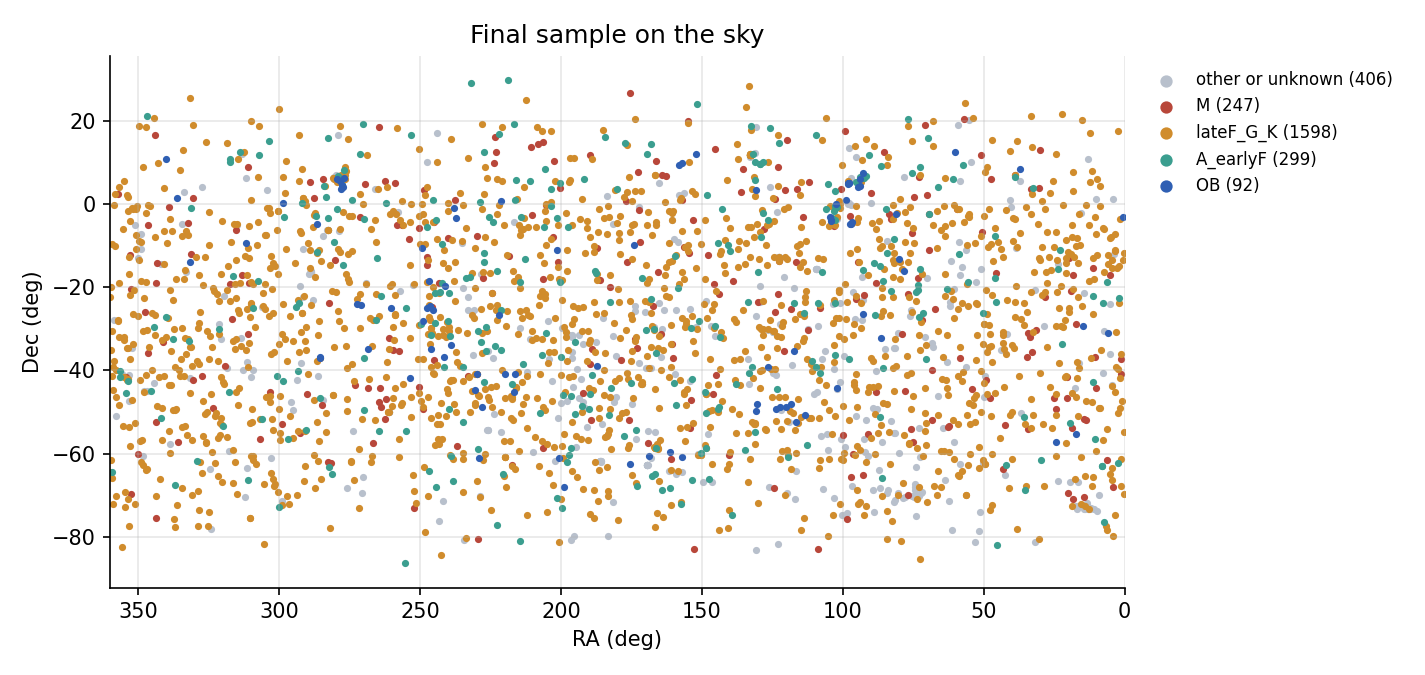 Final sample on the sky
other or unknown (406)
M (247)
lateF_G_K (1598)
A_earlyF (299)
OB (92)
20
0
−20
−40
−60
−80
Dec (deg)
350 300 250 200 150 100 50 0
RA (deg)